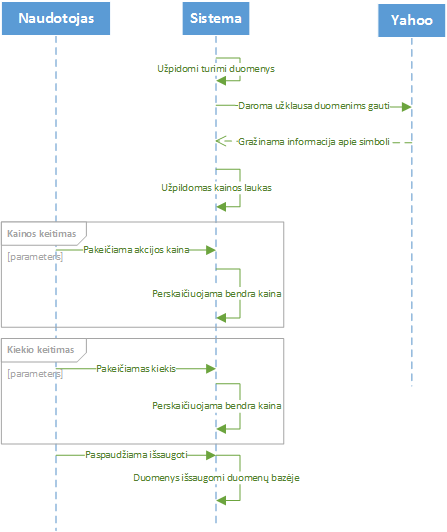 Naudotojas
Sistema
Yahoo
Užpidomi turimi duomenys
Daroma užklausa duomenims gauti
Gražinama informacija apie simboli
Užpildomas kainos laukas
Kainos keitimas
[parameters]
Pakeičiama akcijos kaina
Perskaičiuojama bendra kaina
Kiekio keitimas
[parameters]
Pakeičiamas kiekis
Perskaičiuojama bendra kaina
Paspaudžiama išsaugoti
Duomenys išsaugomi duomenų bazėje